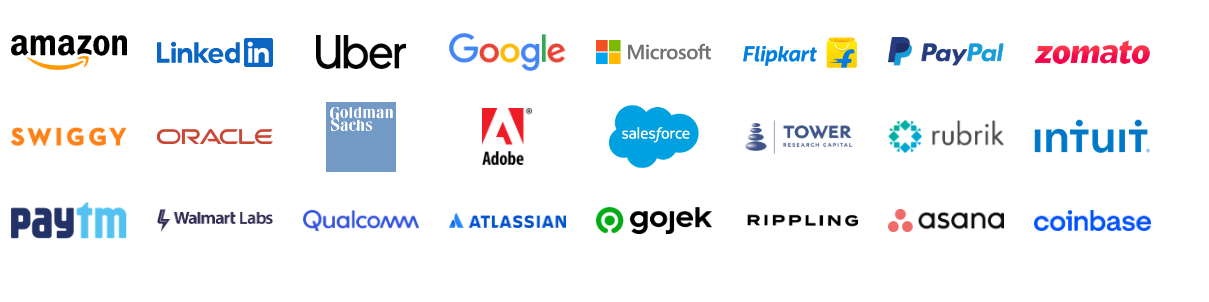 amazon LinkedIn Uber Google Microsoft Flipkart PayPal zomato
SWIGGY ORACLE Goldman Sachs Adobe salesforce TOWER RESEARCH CAPITAL rubrik intuit
paytm Walmart Labs Qualcomm ATLASSIAN gojek RIPPLING asana coinbase